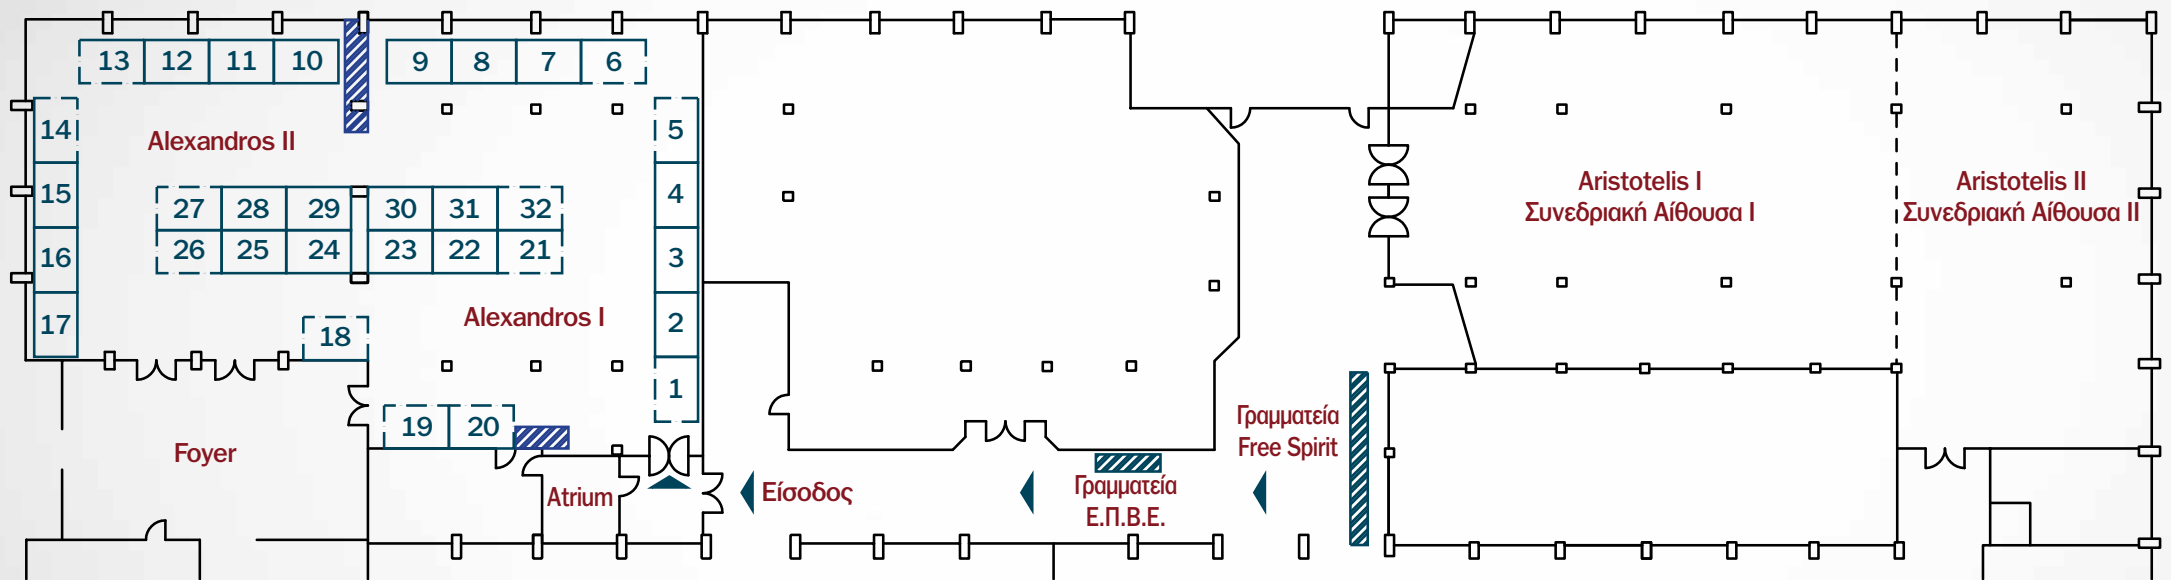 13 12 11 10 9 8 7 6
14 5
Alexandros II
15 4
27 28 29 30 31 32
26 25 24 23 22 21
16 3
17 2
18
Alexandros I
1
19 20
Foyer
Atrium
Είσοδος
Γραμματεία
Ε.Π.Β.Ε.
Γραμματεία
Free Spirit
Aristotelis I
Συνεδριακή Αίθουσα I
Aristotelis II
Συνεδριακή Αίθουσα II